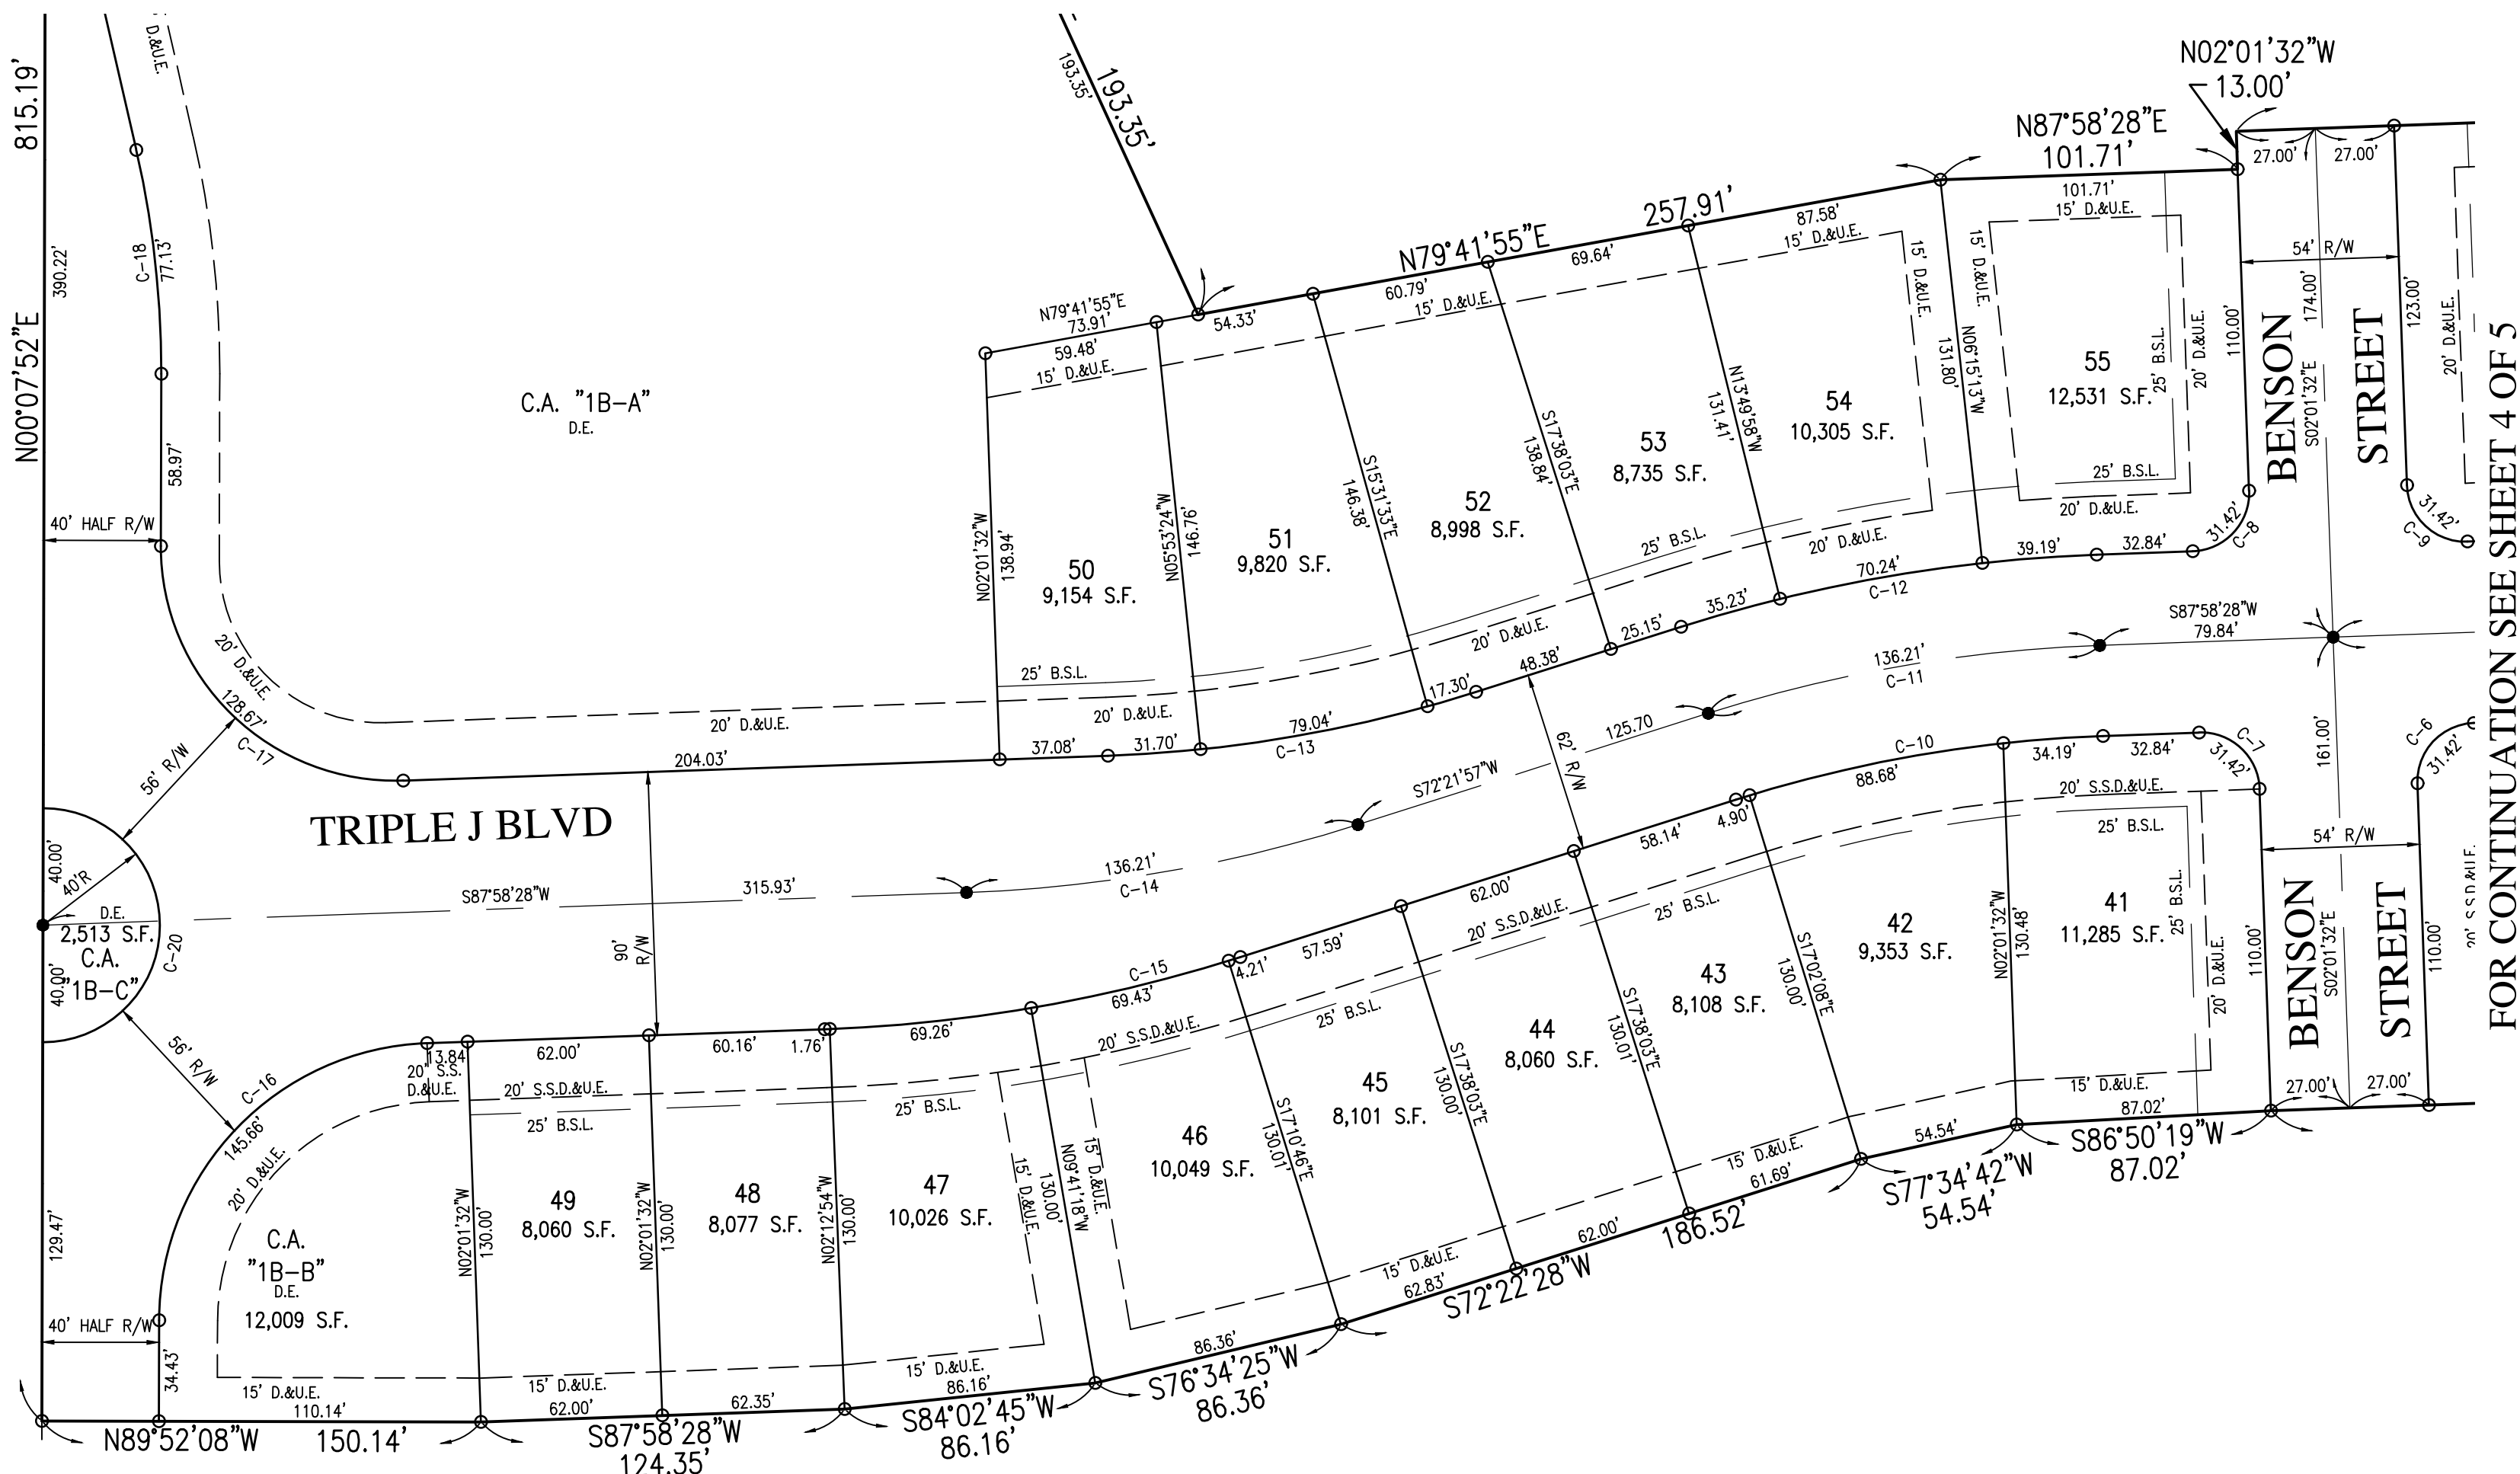 815.19'
N00°07'52"E
390.22'
D.&U.E.
C-18
77.13'
58.97'
40' HALF R/W
20' D.&U.E.
128.67'
C-17
56' R/W
C.A. "1B-A"
D.E.
193.35'
193.35'
N79°41'55"E
73.91'
59.48'
15' D.&U.E.
54.33'
N79°41'55"E
257.91'
60.79'
15' D.&U.E.
69.64'
87.58'
15' D.&U.E.
N87°58'28"E
101.71'
101.71'
15' D.&U.E.
N02°01'32"W
13.00'
27.00'
27.00'
54' R/W
N02°01'32"W
138.94'
50
9,154 S.F.
25' B.S.L.
N05°53'24"W
146.76'
51
9,820 S.F.
S15°31'33"E
146.38'
52
8,998 S.F.
S17°38'03"E
138.84'
53
8,735 S.F.
25' B.S.L.
N13°49'58"W
131.41'
54
10,305 S.F.
15' D.&U.E.
N06°15'13"W
131.80'
15' D.&U.E.
55
12,531 S.F.
25' B.S.L.
20' D.&U.E.
25' B.S.L.
20' D.&U.E.
110.00'
BENSON
STREET
S02°01'32"E
174.00'
123.00'
20' D.&U.E.
31.42'
C-8
31.42'
C-9
20' D.&U.E.
20' D.&U.E.
20' D.&U.E.
20' D.&U.E.
204.03'
37.08'
31.70'
79.04'
C-13
17.30'
48.38'
25.15'
35.23'
70.24'
C-12
39.19'
32.84'
TRIPLE J BLVD
62' R/W
90'
R/W
S87°58'28"W
315.93'
136.21'
C-14
S72°21'57"W
125.70
136.21'
C-11
S87°58'28"W
79.84'
40.00'
40'R
D.E.
2,513 S.F.
C.A.
"1B-C"
40.00'
C-20
56' R/W
C-16
145.66'
20' D.&U.E.
13.84'
20' S.S.
D.&U.E.
62.00'
20' S.S.D.&U.E.
25' B.S.L.
60.16'
1.76'
69.26'
25' B.S.L.
C-15
69.43'
20' S.S.D.&U.E.
4.21'
57.59'
25' B.S.L.
62.00'
20' S.S.D.&U.E.
58.14'
25' B.S.L.
4.90'
C-10
88.68'
34.19'
32.84'
20' S.S.D.&U.E.
25' B.S.L.
C-7
31.42'
C-6
31.42'
161.00'
54' R/W
129.47'
40' HALF R/W
34.43'
C.A.
"1B-B"
D.E.
12,009 S.F.
15' D.&U.E.
110.14'
N02°01'32"W
130.00'
49
8,060 S.F.
15' D.&U.E.
62.00'
N02°01'32"W
130.00'
48
8,077 S.F.
62.35'
N02°12'54"W
130.00'
47
10,026 S.F.
15' D.&U.E.
86.16'
15' D.&U.E.
N09°41'18"W
130.00'
15' D.&U.E.
46
10,049 S.F.
86.36'
S17°10'46"E
130.01'
45
8,101 S.F.
15' D.&U.E.
62.83'
S17°38'03"E
130.00'
44
8,060 S.F.
62.00'
S17°38'03"E
130.01'
43
8,108 S.F.
15' D.&U.E.
61.69'
S17°02'08"E
130.00'
42
9,353 S.F.
54.54'
N02°01'32"W
130.48'
41
11,285 S.F.
25' B.S.L.
20' D.&U.E.
15' D.&U.E.
87.02'
110.00'
BENSON
STREET
S02°01'32"E
110.00'
27.00'
27.00'
N89°52'08"W
150.14'
S87°58'28"W
124.35'
S84°02'45"W
86.16'
S76°34'25"W
86.36'
S72°22'28"W
186.52'
S77°34'42"W
54.54'
S86°50'19"W
87.02'
FOR CONTINUATION SEE SHEET 4 OF 5